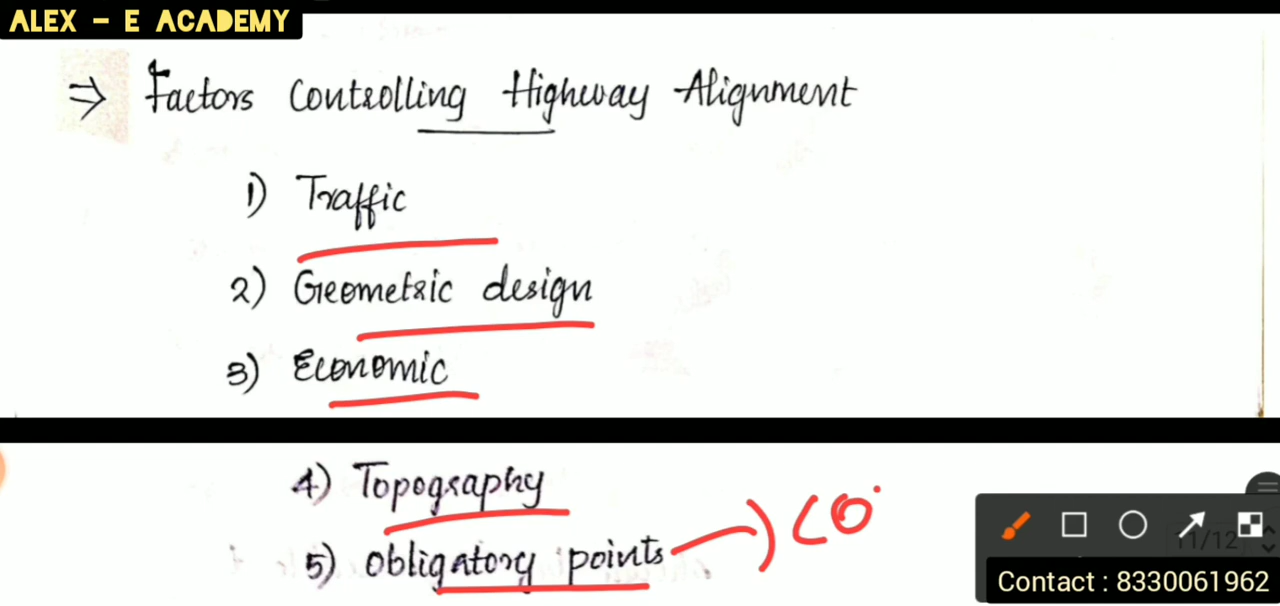 ALEX - E ACADEMY
⇒ Factors Controlling Highway Alignment
1) Traffic
2) Geometric design
3) Economic
4) Topography
5) Obligatory points → CO
11/12
Contact : 8330061962